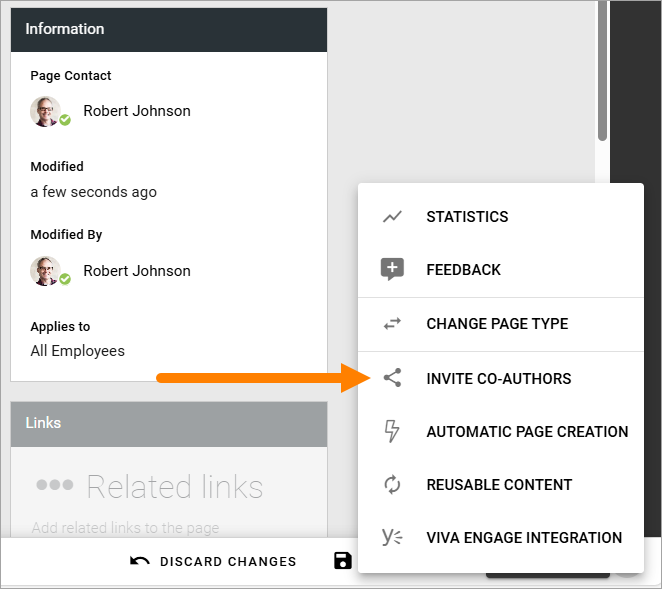 Information
Page Contact
Robert Johnson
Modified
a few seconds ago
Modified By
Robert Johnson
Applies to
All Employees
Links
Related links
Add related links to the page
DISCARD CHANGES
STATISTICS
FEEDBACK
CHANGE PAGE TYPE
INVITE CO-AUTHORS
AUTOMATIC PAGE CREATION
REUSABLE CONTENT
VIVA ENGAGE INTEGRATION